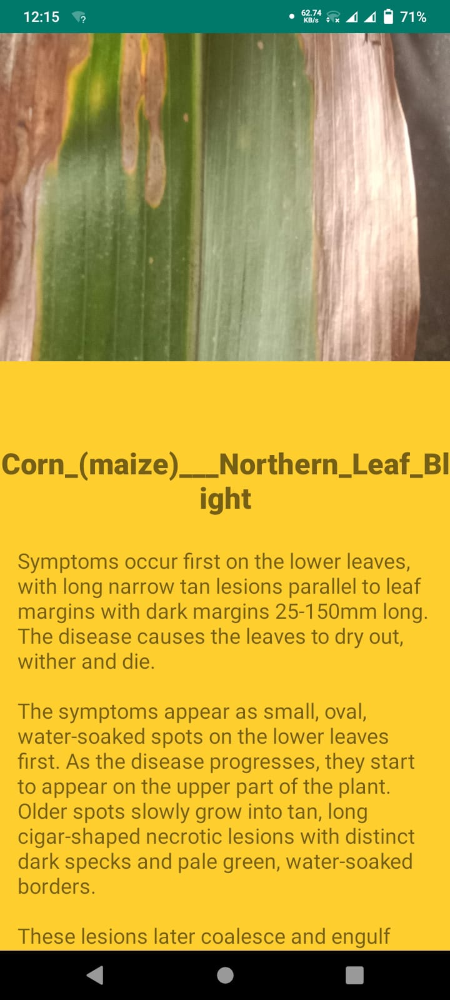 12:15
62.74
KB/s
71%
Corn_(maize)___Northern_Leaf_Bl
ight
Symptoms occur first on the lower leaves,
with long narrow tan lesions parallel to leaf
margins with dark margins 25-150mm long.
The disease causes the leaves to dry out,
wither and die.
The symptoms appear as small, oval,
water-soaked spots on the lower leaves
first. As the disease progresses, they start
to appear on the upper part of the plant.
Older spots slowly grow into tan, long
cigar-shaped necrotic lesions with distinct
dark specks and pale green, water-soaked
borders.
These lesions later coalesce and engulf